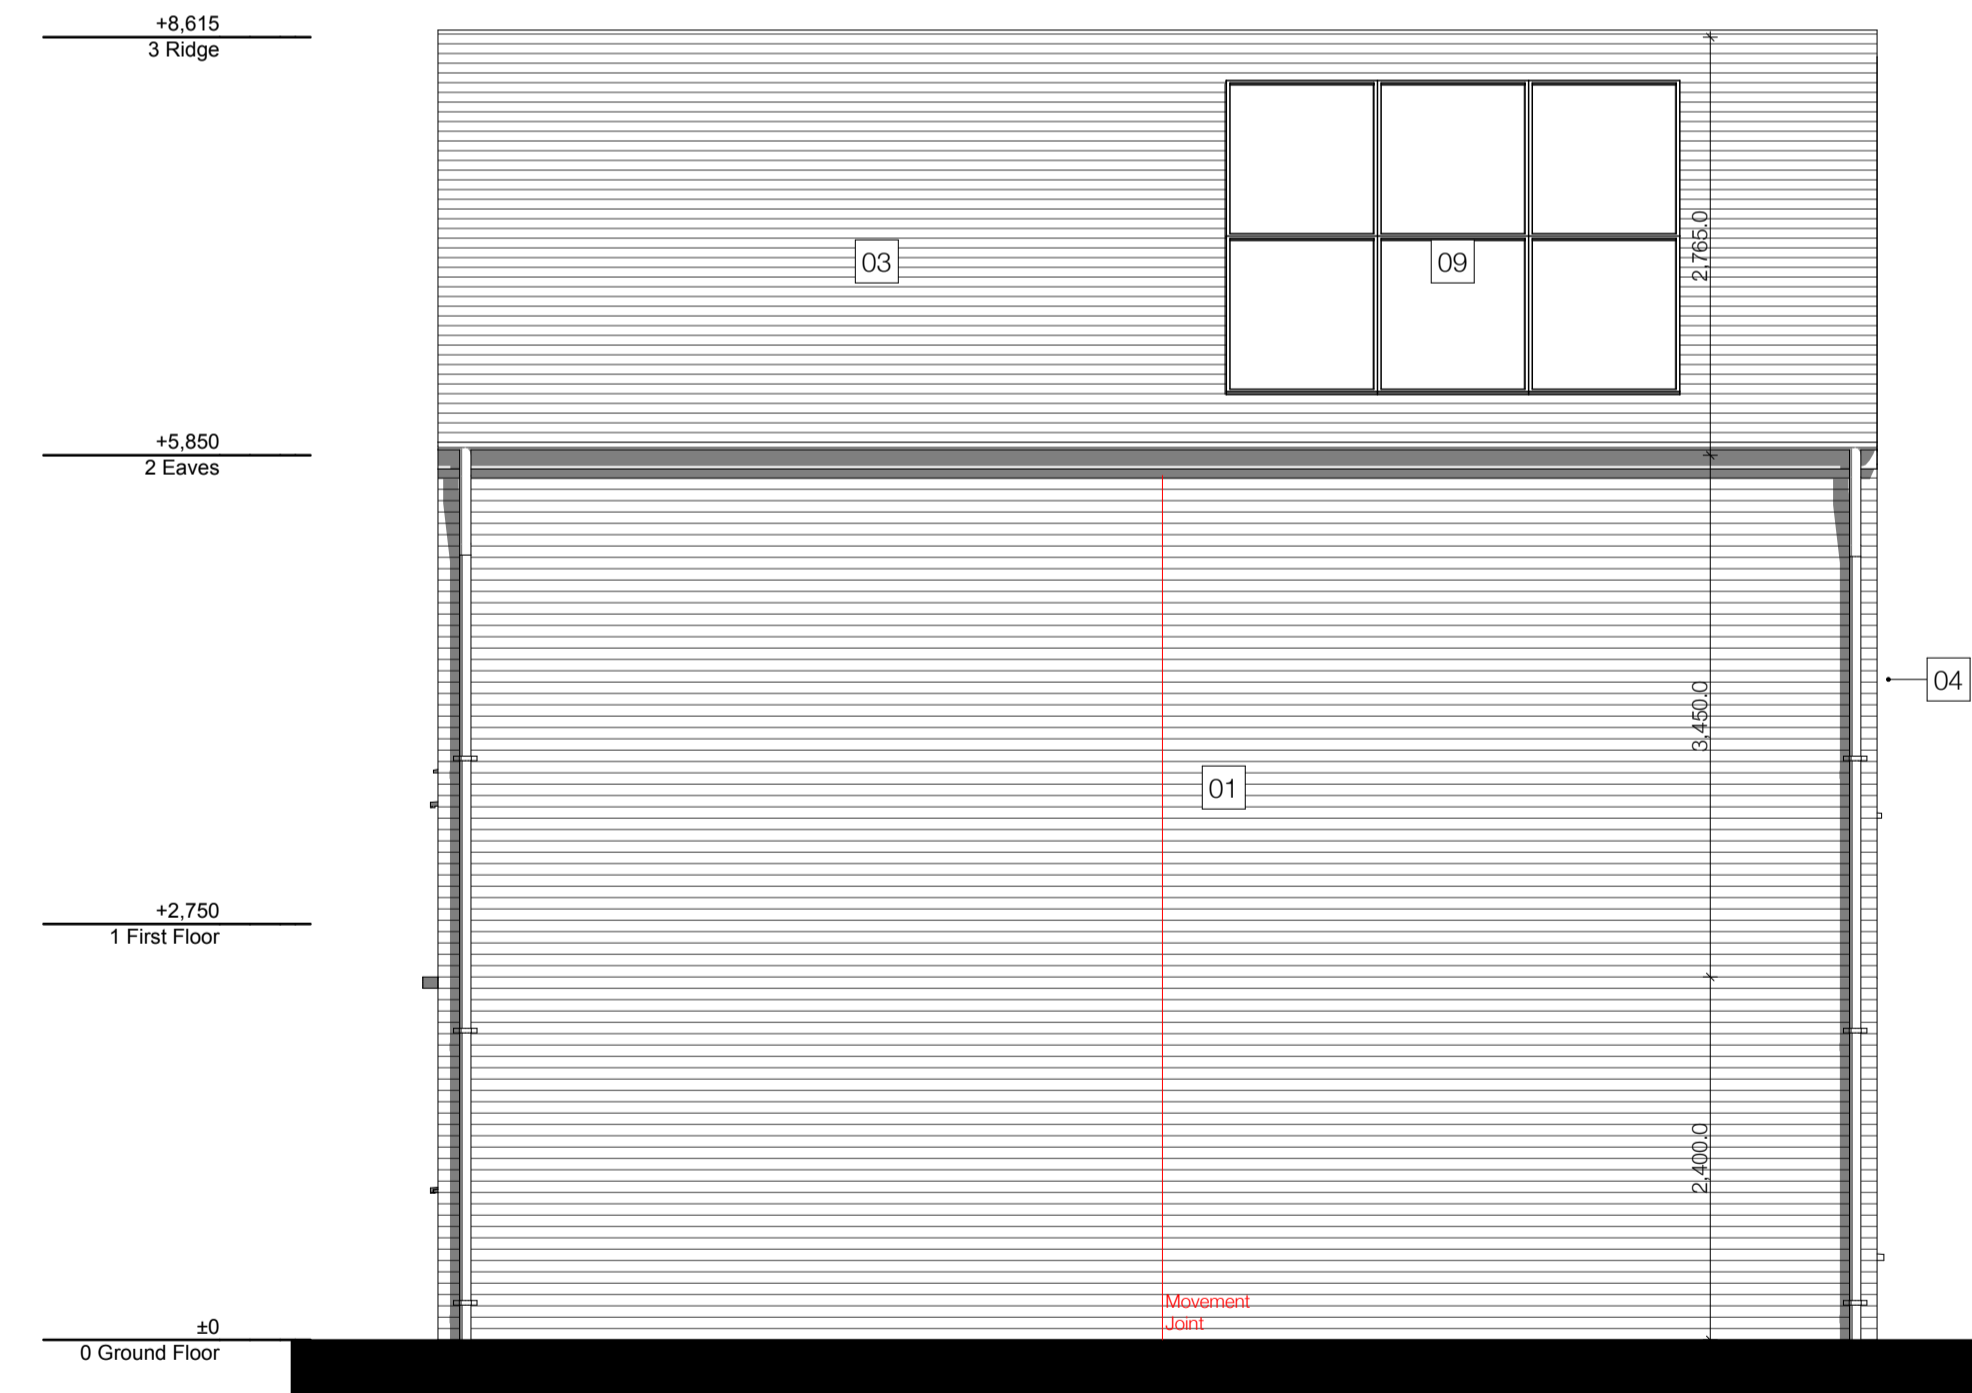 +8,615
3 Ridge
03
09
2,765.0
+5,850
2 Eaves
04
3,450.0
01
+2,750
1 First Floor
2,400.0
Movement
Joint
±0
0 Ground Floor